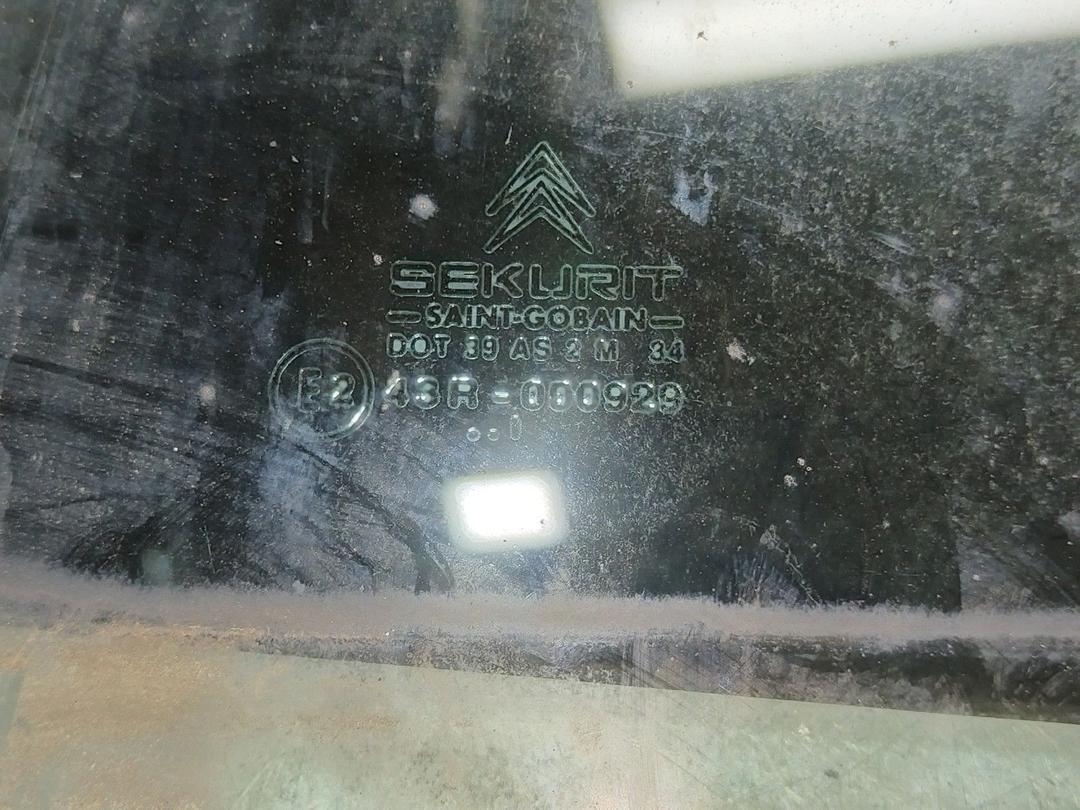 SEKURIT
SAINT-GOBAIN
DOT 39 AS 2 M 34
E2 43R-000929